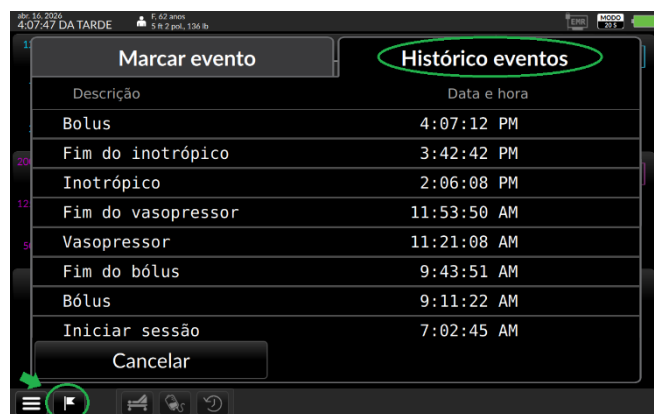 abr. 16, 2026
4:07:47 DA TARDE
F, 62 anos
5 ft 2 pol., 136 lb
EMR
MODO
20 S
Marcar evento
Histórico eventos
Descrição Data e hora
Bolus 4:07:12 PM
Fim do inotrópico 3:42:42 PM
Inotrópico 2:06:08 PM
Fim do vasopressor 11:53:50 AM
Vasopressor 11:21:08 AM
Fim do bólus 9:43:51 AM
Bólus 9:11:22 AM
Iniciar sessão 7:02:45 AM
Cancelar